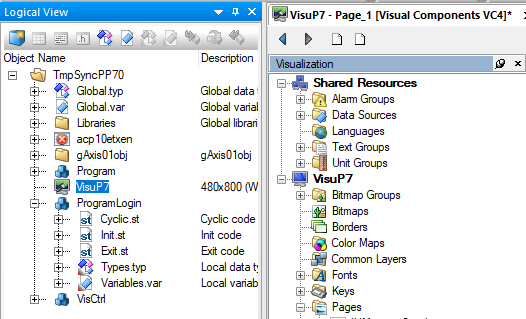 Logical View
Object Name Description
TmpSyncPP70
Global.typ Global data t
Global.var Global variab
Libraries Global librari
acp10etxen
gAxis01obj gAxis01obj
Program
VisuP7 480x800 (W
ProgramLogin
Cyclic.st Cyclic code
Init.st Init code
Exit.st Exit code
Types.typ Local data ty
Variables.var Local variable
VisCtrl
VisuP7 - Page_1 [Visual Components VC4]*
Visualization
Shared Resources
Alarm Groups
Data Sources
Languages
Text Groups
Unit Groups
VisuP7
Bitmap Groups
Bitmaps
Borders
Color Maps
Common Layers
Fonts
Keys
Pages